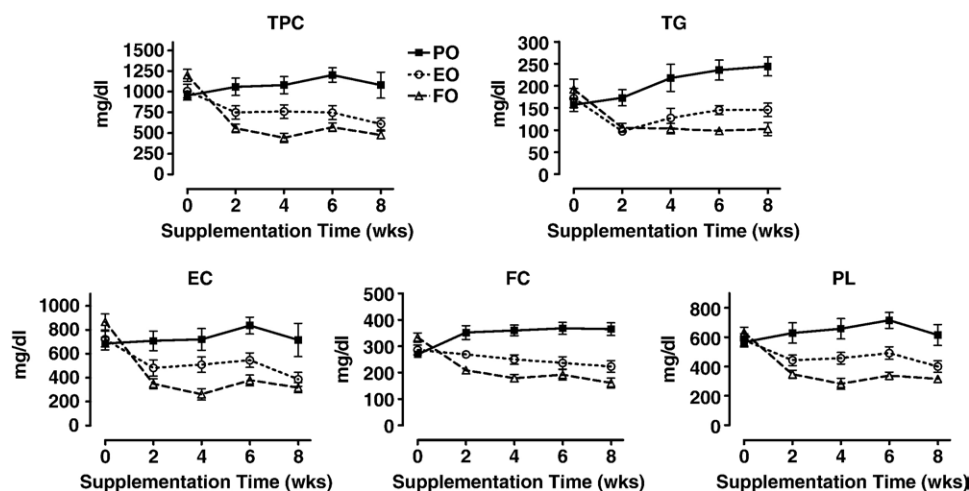 TPC
mg/dl
1500
1250
1000
750
500
250
0
0 2 4 6 8
Supplementation Time (wks)
PO
EO
FO
TG
mg/dl
300
250
200
150
100
50
0
0 2 4 6 8
Supplementation Time (wks)
EC
mg/dl
1000
800
600
400
200
0
0 2 4 6 8
Supplementation Time (wks)
FC
mg/dl
500
400
300
200
100
0
0 2 4 6 8
Supplementation Time (wks)
PL
mg/dl
800
600
400
200
0
0 2 4 6 8
Supplementation Time (wks)